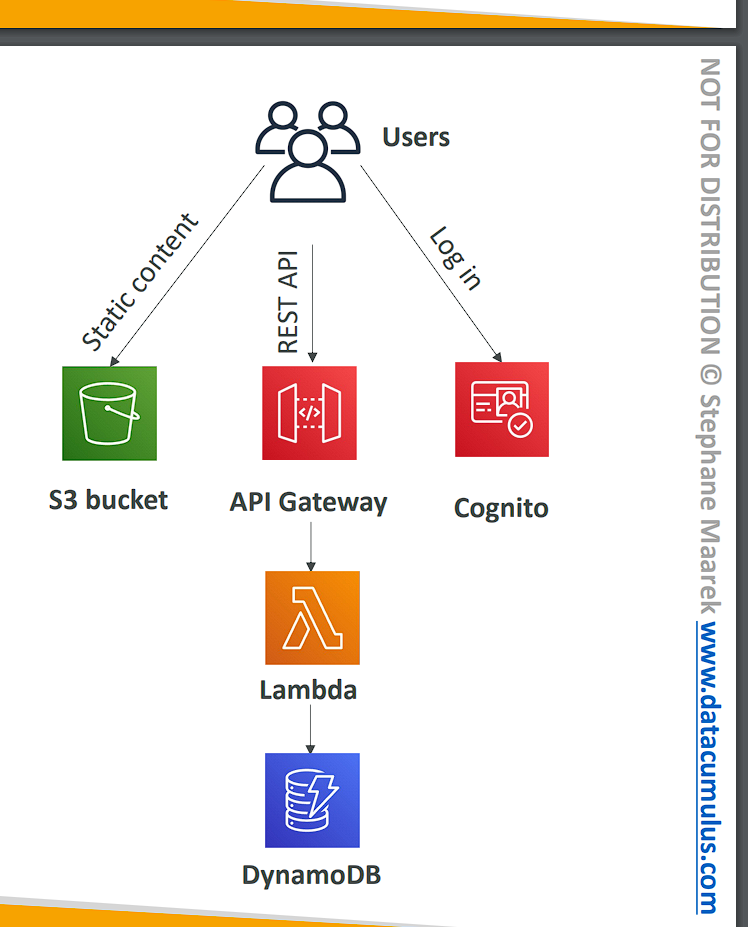 Users
Static content
REST API
Log in
S3 bucket
API Gateway
Cognito
Lambda
DynamoDB
NOT FOR DISTRIBUTION © Stephane Maarek www.datacumulus.com